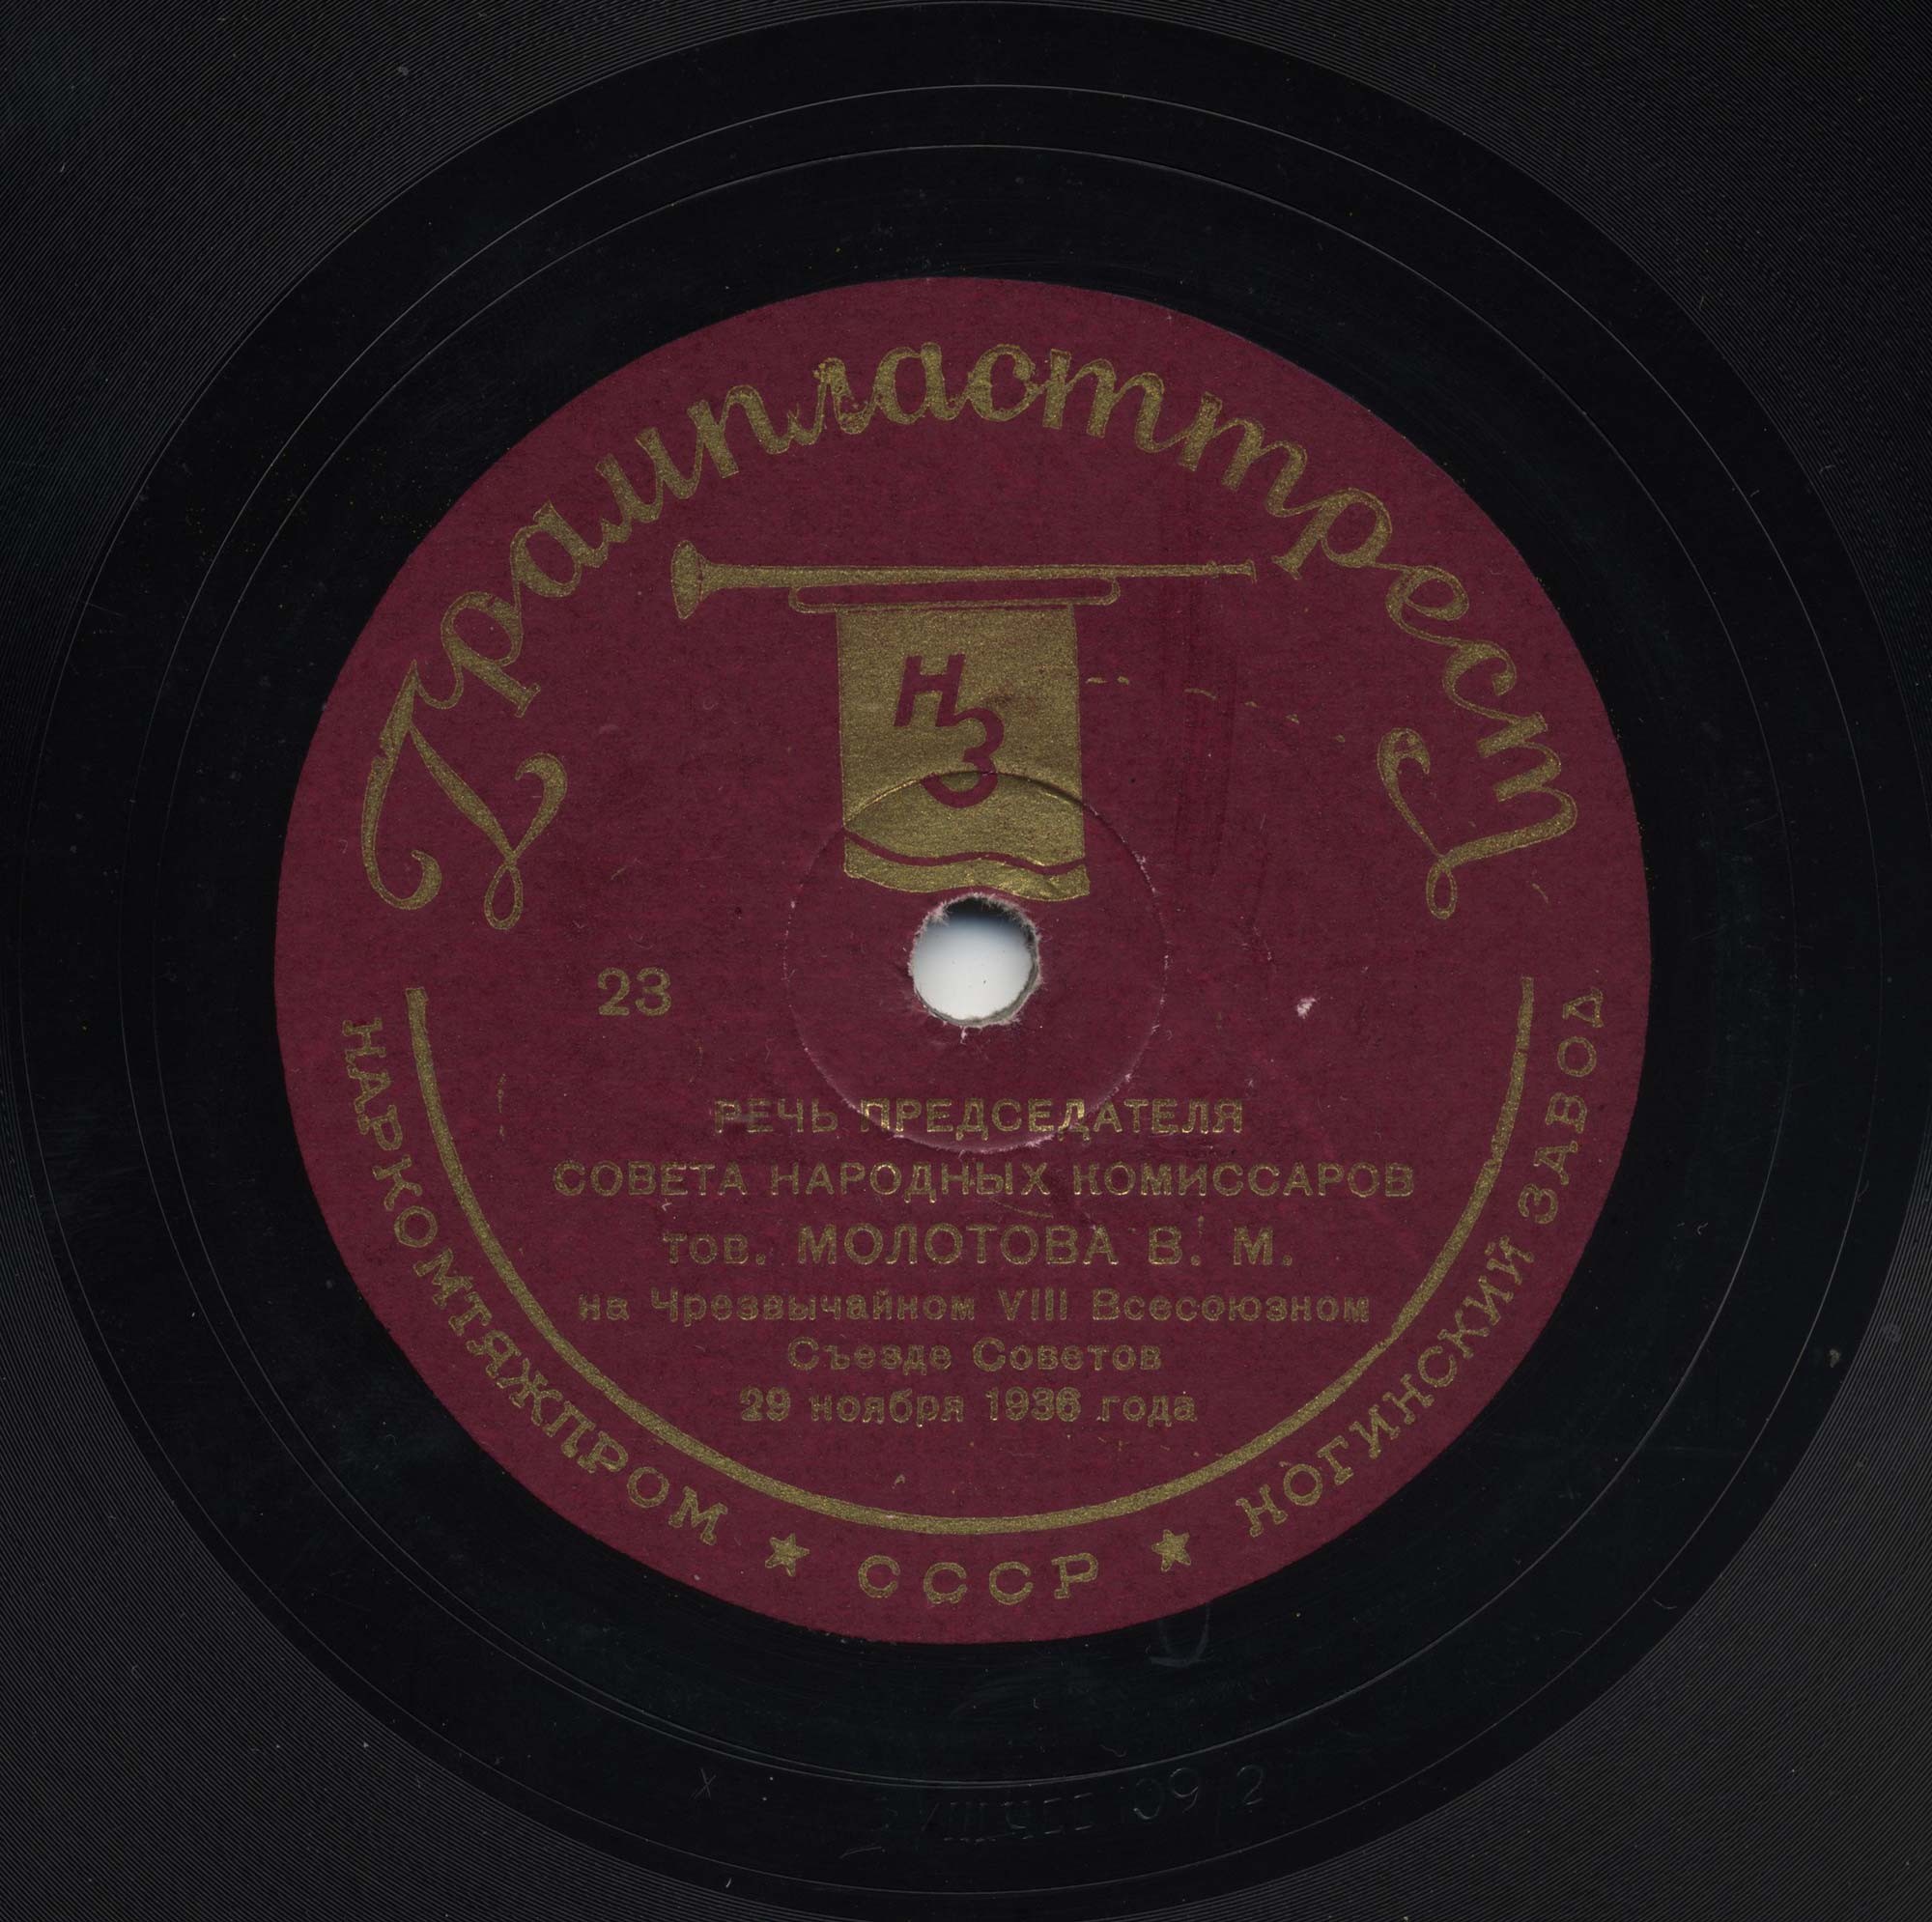 Грампласттрест
НЗ
23
РЕЧЬ ПРЕДСЕДАТЕЛЯ
СОВЕТА НАРОДНЫХ КОМИССАРОВ
тов. МОЛОТОВА В. М.
на Чрезвычайном VIII Всесоюзном
Съезде Советов
29 ноября 1936 года
НАРКОМТЯЖПРОМ ★ СССР ★ НОГИНСКИЙ ЗАВОД